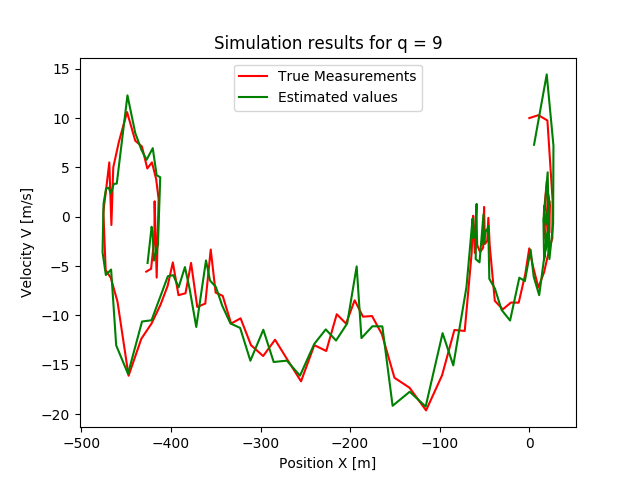 Simulation results for q = 9
True Measurements
Estimated values
Velocity V [m/s]
15
10
5
0
−5
−10
−15
−20
−500
−400
−300
−200
−100
0
Position X [m]